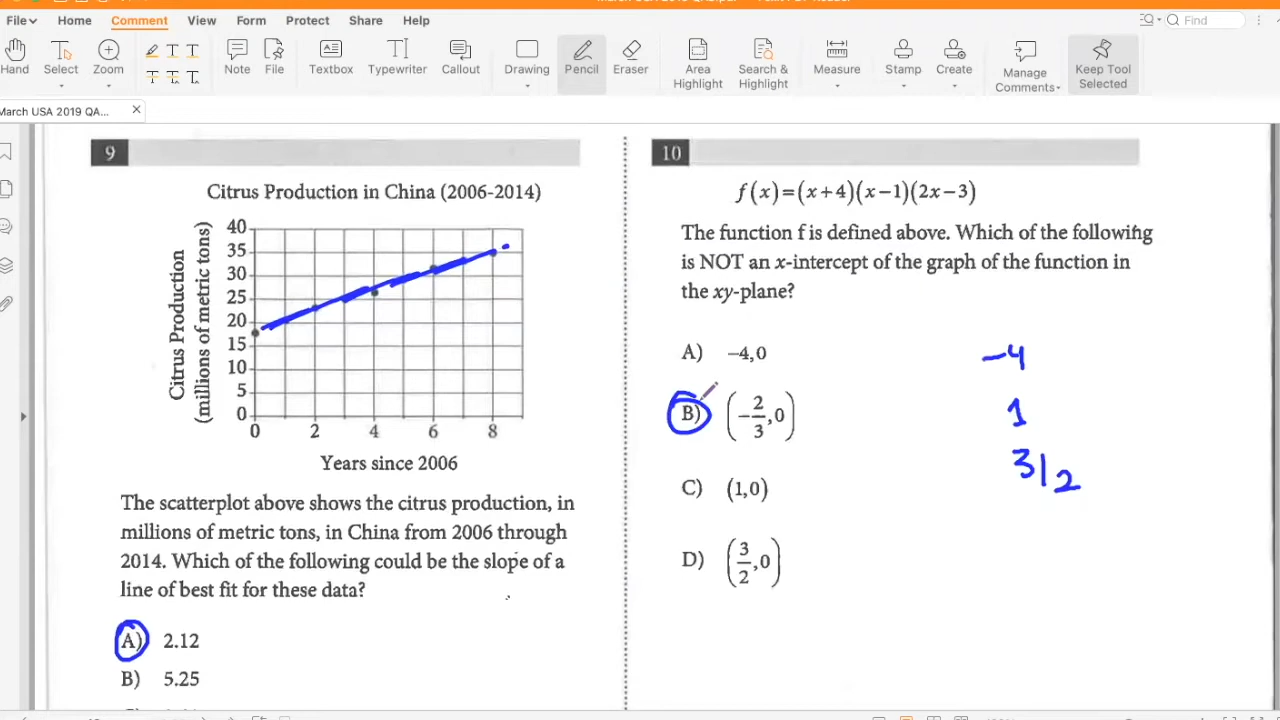 File Home Comment View Form Protect Share Help Find
Hand Select Zoom Note File Textbox Typewriter Callout Drawing Pencil Eraser Area Highlight Search & Highlight Measure Stamp Create Manage Comments Keep Tool Selected
March USA 2019 QA...
9
Citrus Production in China (2006-2014)
Citrus Production
(millions of metric tons)
40
35
30
25
20
15
10
5
0
0 2 4 6 8
Years since 2006
The scatterplot above shows the citrus production, in
millions of metric tons, in China from 2006 through
2014. Which of the following could be the slope of a
line of best fit for these data?
A) 2.12
B) 5.25
10
f(x)=(x+4)(x−1)(2x−3)
The function f is defined above. Which of the following
is NOT an x-intercept of the graph of the function in
the xy-plane?
A) −4,0
B) (−2/3,0)
C) (1,0)
D) (3/2,0)
−4
1
3/2